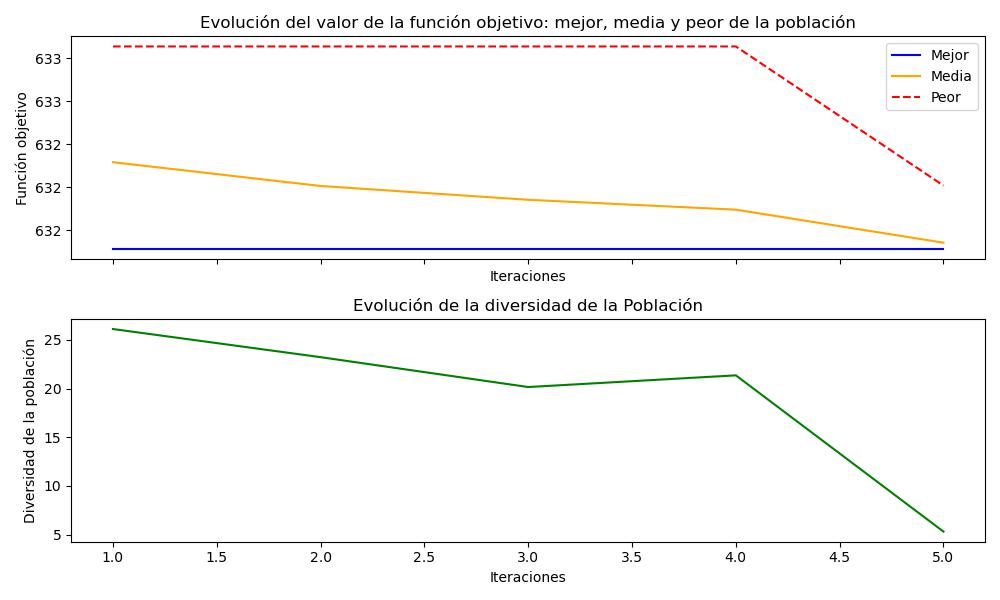 Evolución del valor de la función objetivo: mejor, media y peor de la población
633
633
632
632
632
Función objetivo
Mejor
Media
Peor
Iteraciones
Evolución de la diversidad de la Población
25
20
15
10
5
Diversidad de la población
1.0 1.5 2.0 2.5 3.0 3.5 4.0 4.5 5.0
Iteraciones